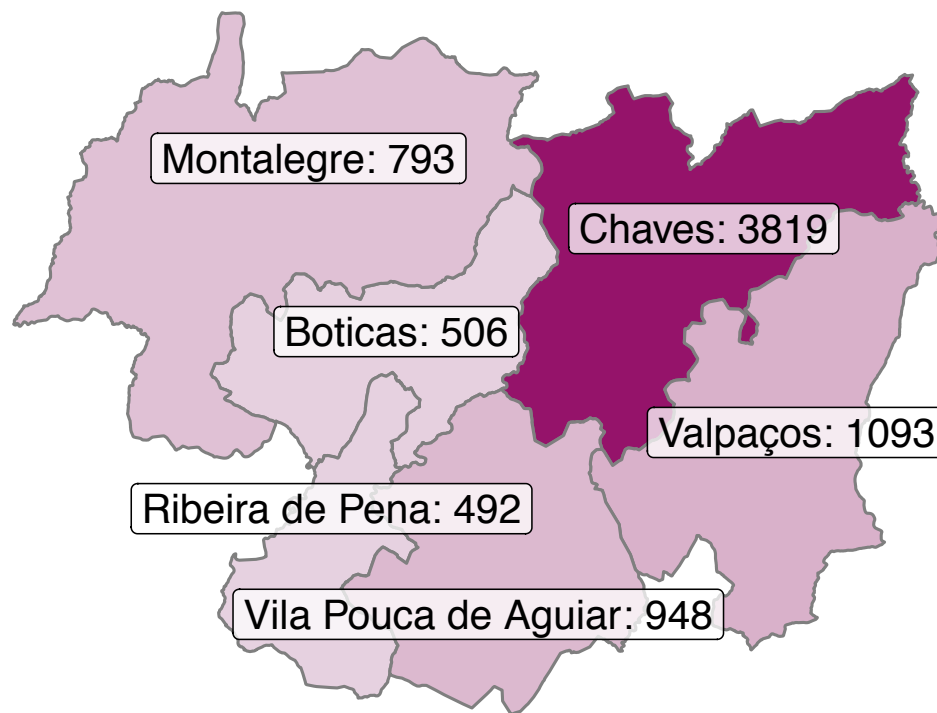 Montalegre: 793
Chaves: 3819
Boticas: 506
Valpaços: 1093
Ribeira de Pena: 492
Vila Pouca de Aguiar: 948